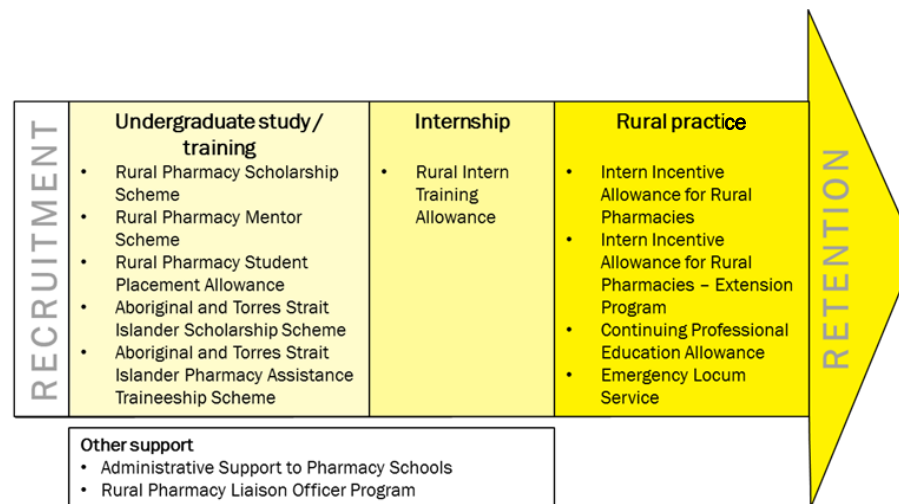 RECRUITMENT
Undergraduate study /
training
• Rural Pharmacy Scholarship
Scheme
• Rural Pharmacy Mentor
Scheme
• Rural Pharmacy Student
Placement Allowance
• Aboriginal and Torres Strait
Islander Scholarship Scheme
• Aboriginal and Torres Strait
Islander Pharmacy Assistance
Traineeship Scheme
Internship
• Rural Intern
Training
Allowance
Rural practice
• Intern Incentive
Allowance for Rural
Pharmacies
• Intern Incentive
Allowance for Rural
Pharmacies – Extension
Program
• Continuing Professional
Education Allowance
• Emergency Locum
Service
RETENTION
Other support
• Administrative Support to Pharmacy Schools
• Rural Pharmacy Liaison Officer Program